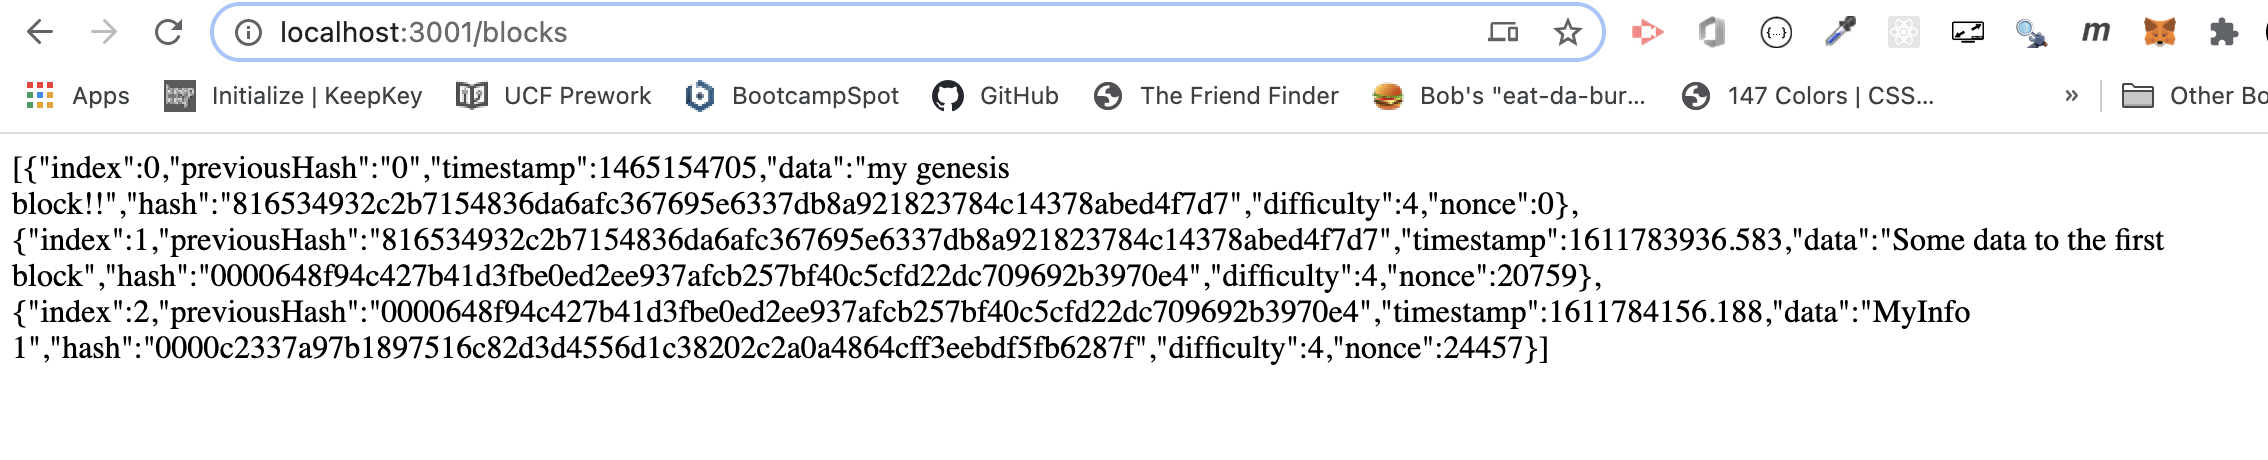 localhost:3001/blocks
m
Apps Initialize | KeepKey UCF Prework BootcampSpot GitHub The Friend Finder Bob's "eat-da-bur... 147 Colors | CSS... » Other Bo
[{"index":0,"previousHash":"0","timestamp":1465154705,"data":"my genesis
block!!","hash":"816534932c2b7154836da6afc367695e6337db8a921823784c14378abed4f7d7","difficulty":4,"nonce":0},
{"index":1,"previousHash":"816534932c2b7154836da6afc367695e6337db8a921823784c14378abed4f7d7","timestamp":1611783936.583,"data":"Some data to the first
block","hash":"0000648f94c427b41d3fbe0ed2ee937afcb257bf40c5cfd22dc709692b3970e4","difficulty":4,"nonce":20759},
{"index":2,"previousHash":"0000648f94c427b41d3fbe0ed2ee937afcb257bf40c5cfd22dc709692b3970e4","timestamp":1611784156.188,"data":"MyInfo
1","hash":"0000c2337a97b1897516c82d3d4556d1c38202c2a0a4864cff3eebdf5fb6287f","difficulty":4,"nonce":24457}]